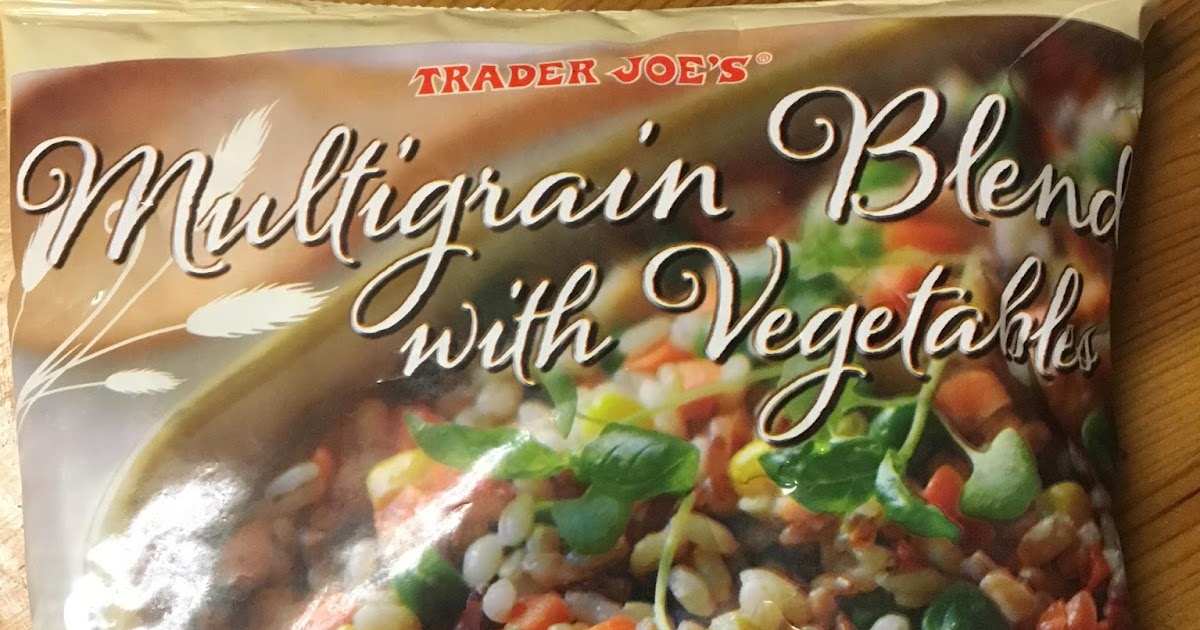 TRADER JOE'S®
Multigrain Blend
with Vegetables